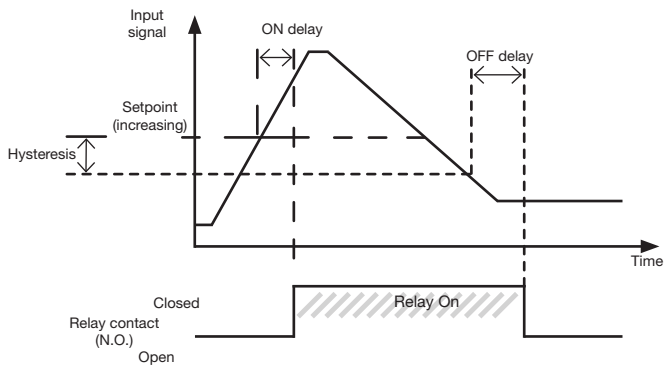 Input
signal
ON delay
OFF delay
Setpoint
(increasing)
Hysteresis
Time
Closed
Relay On
Relay contact
(N.O.)
Open